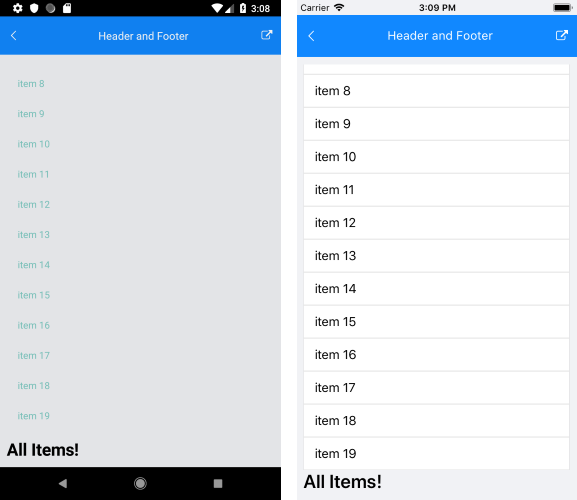 3:08
Header and Footer
item 8
item 9
item 10
item 11
item 12
item 13
item 14
item 15
item 16
item 17
item 18
item 19
All Items!
Carrier 3:09 PM
Header and Footer
item 8
item 9
item 10
item 11
item 12
item 13
item 14
item 15
item 16
item 17
item 18
item 19
All Items!